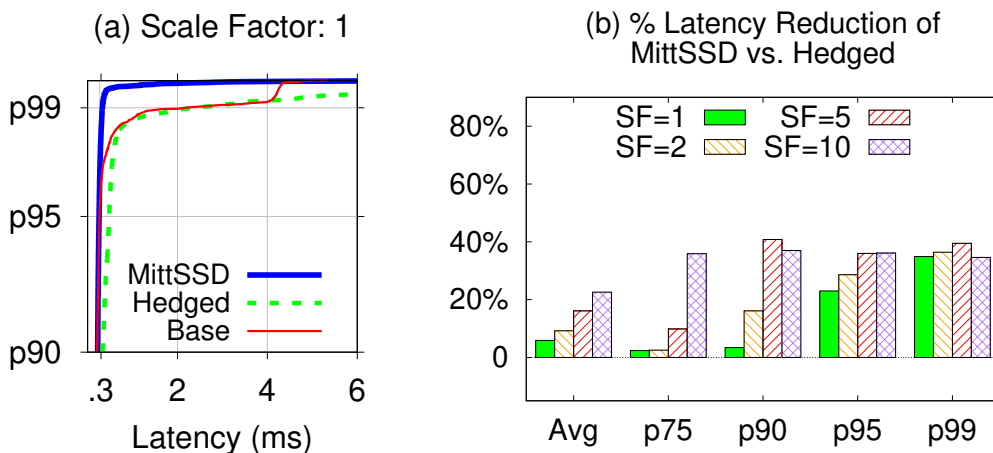 (a) Scale Factor: 1
p99
p95
p90
MittSSD
Hedged
Base
.3 2 4 6
Latency (ms)
(b) % Latency Reduction of
MittSSD vs. Hedged
80%
60%
40%
20%
0
SF=1 SF=5
SF=2 SF=10
Avg p75 p90 p95 p99